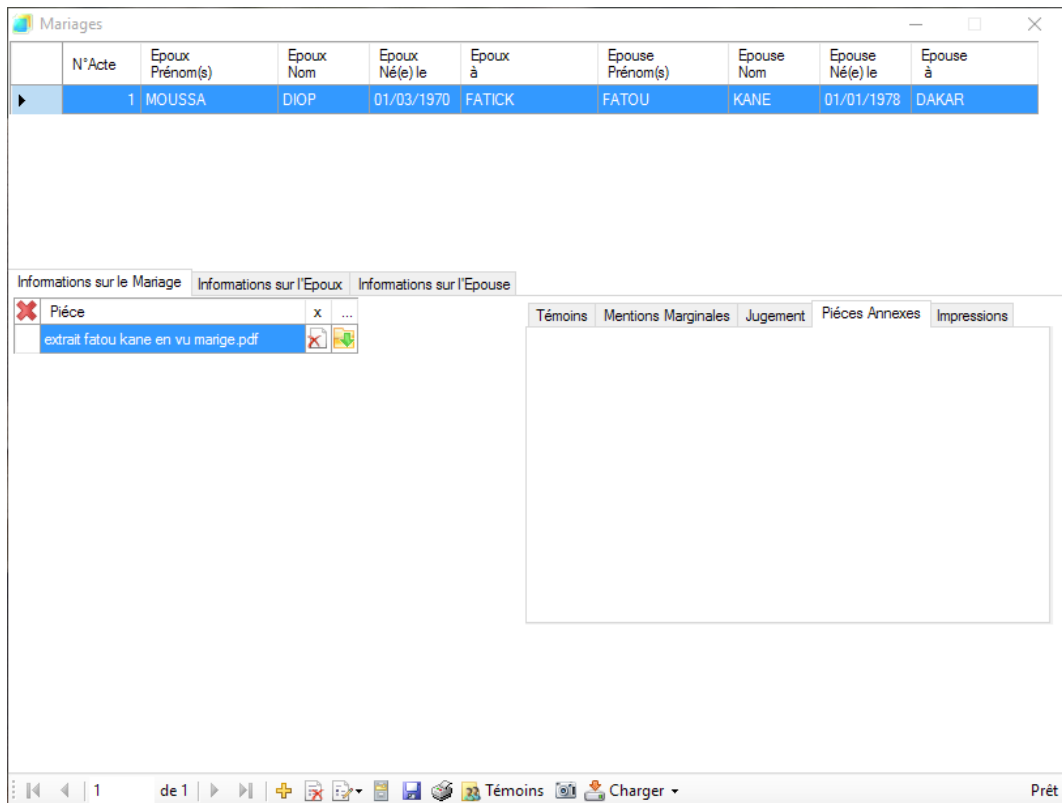 Mariages
N°Acte Epoux Prénom(s) Epoux Nom Epoux Né(e) le Epoux à Epouse Prénom(s) Epouse Nom Epouse Né(e) le Epouse à
1 MOUSSA DIOP 01/03/1970 FATICK FATOU KANE 01/01/1978 DAKAR
Informations sur le Mariage Informations sur l'Epoux Informations sur l'Epouse
Piéce x ...
extrait fatou kane en vu marige.pdf
Témoins Mentions Marginales Jugement Piéces Annexes Impressions
1 de 1 Témoins Charger Prêt